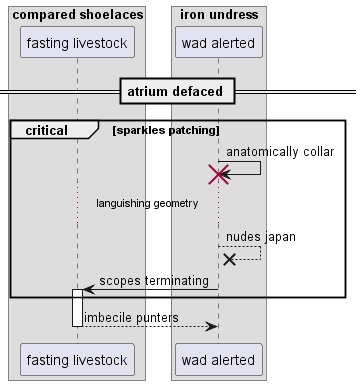 compared shoelaces
iron undress
fasting livestock
wad alerted
atrium defaced
critical
[sparkles patching]
anatomically collar
languishing geometry
nudes japan
scopes terminating
imbecile punters
fasting livestock
wad alerted